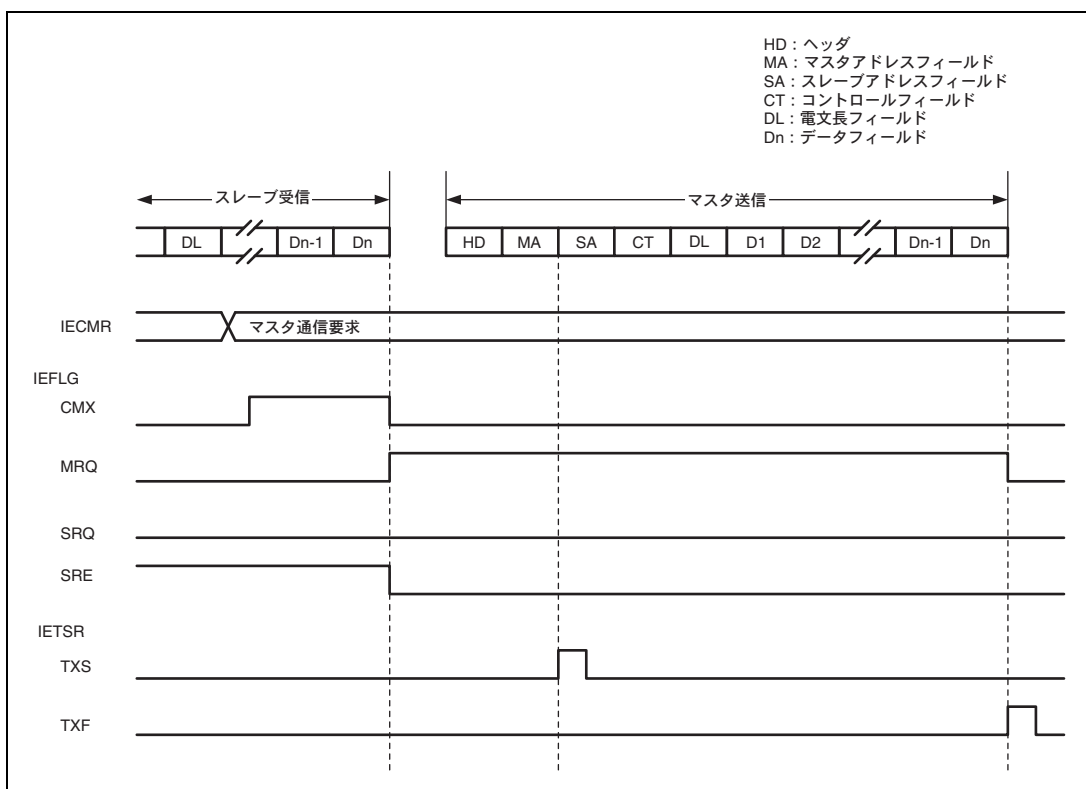 HD：ヘッダ
MA：マスタアドレスフィールド
SA：スレーブアドレスフィールド
CT：コントロールフィールド
DL：電文長フィールド
Dn：データフィールド
スレーブ受信 マスタ送信
DL Dn-1 Dn HD MA SA CT DL D1 D2 Dn-1 Dn
IECMR マスタ通信要求
IEFLG
CMX
MRQ
SRQ
SRE
IETSR
TXS
TXF